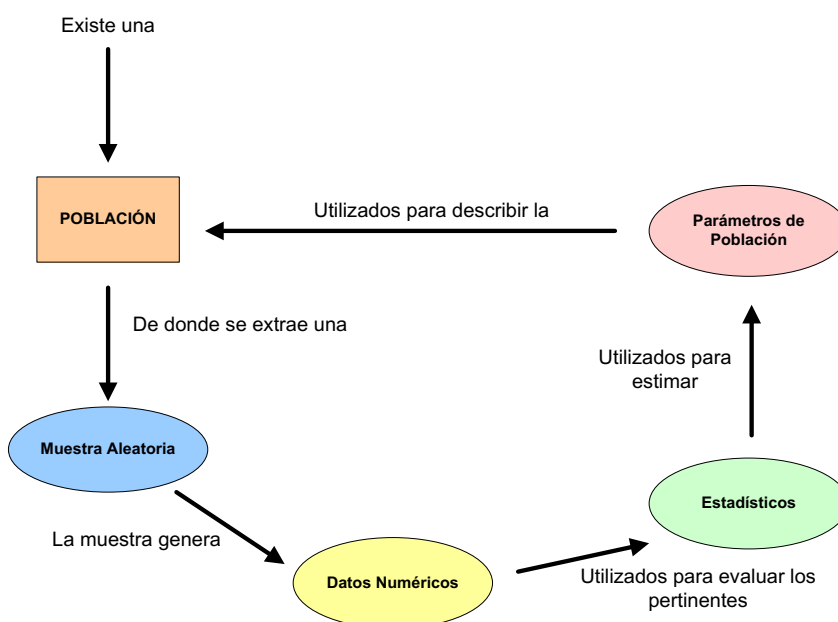 Existe una
POBLACIÓN
Utilizados para describir la
Parámetros de
Población
De donde se extrae una
Utilizados para
estimar
Muestra Aleatoria
Estadísticos
La muestra genera
Datos Numéricos
Utilizados para evaluar los
pertinentes